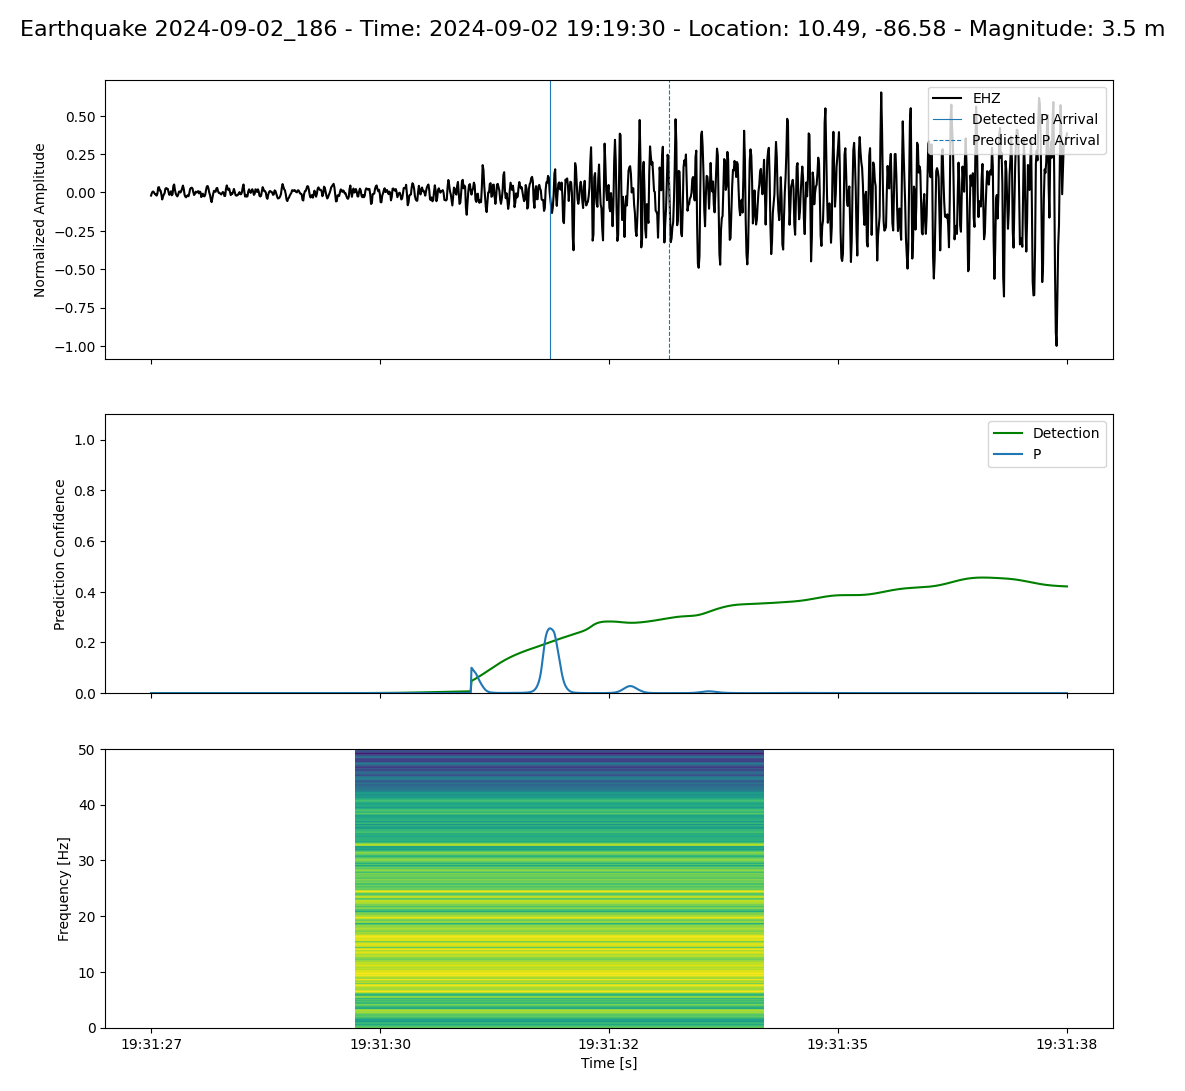 Earthquake 2024-09-02_186 - Time: 2024-09-02 19:19:30 - Location: 10.49, -86.58 - Magnitude: 3.5 m
EHZ
Detected P Arrival
Predicted P Arrival
Normalized Amplitude
0.50
0.25
0.00
−0.25
−0.50
−0.75
−1.00
Detection
P
Prediction Confidence
1.0
0.8
0.6
0.4
0.2
0.0
Frequency [Hz]
50
40
30
20
10
0
19:31:27 19:31:30 19:31:32 19:31:35 19:31:38
Time [s]